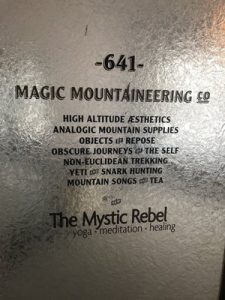 -641-
MAGIC MOUNTAINEERING CO
HIGH ALTITUDE ÆSTHETICS
ANALOGIC MOUNTAIN SUPPLIES
OBJECTS of REPOSE
OBSCURE JOURNEYS of THE SELF
NON-EUCLIDEAN TREKKING
YETI and SNARK HUNTING
MOUNTAIN SONGS and TEA
and
The Mystic Rebel
yoga • meditation • healing